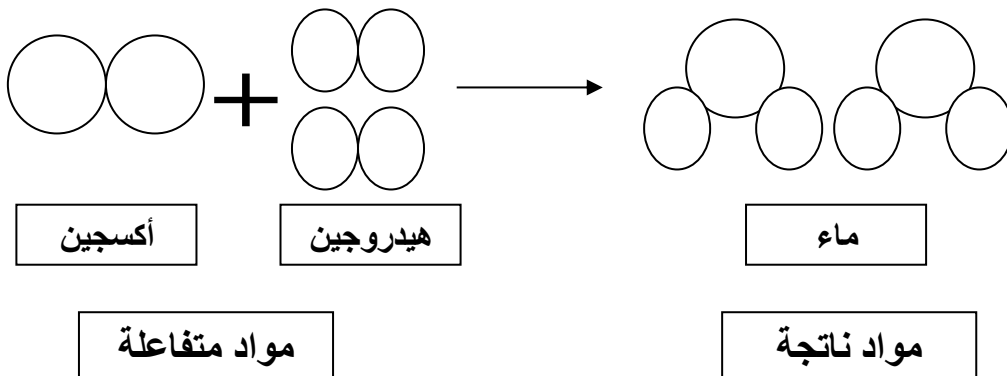 أكسجين
هيدروجين
ماء
مواد متفاعلة
مواد ناتجة